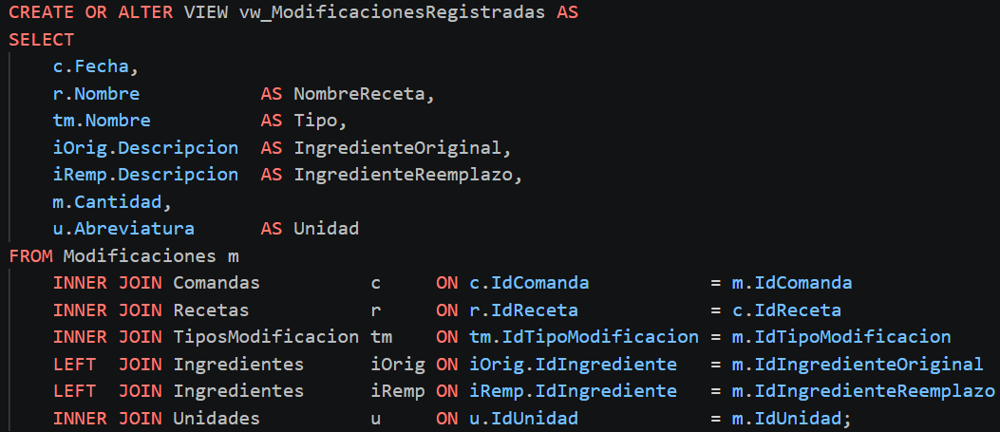 CREATE OR ALTER VIEW vw_ModificacionesRegistradas AS
SELECT
    c.Fecha,
    r.Nombre           AS NombreReceta,
    tm.Nombre          AS Tipo,
    iOrig.Descripcion  AS IngredienteOriginal,
    iRemp.Descripcion  AS IngredienteReemplazo,
    m.Cantidad,
    u.Abreviatura      AS Unidad
FROM Modificaciones m
    INNER JOIN Comandas          c     ON c.IdComanda           = m.IdComanda
    INNER JOIN Recetas           r     ON r.IdReceta            = c.IdReceta
    INNER JOIN TiposModificacion tm    ON tm.IdTipoModificacion = m.IdTipoModificacion
    LEFT  JOIN Ingredientes      iOrig ON iOrig.IdIngrediente   = m.IdIngredienteOriginal
    LEFT  JOIN Ingredientes      iRemp ON iRemp.IdIngrediente   = m.IdIngredienteReemplazo
    INNER JOIN Unidades          u     ON u.IdUnidad            = m.IdUnidad;